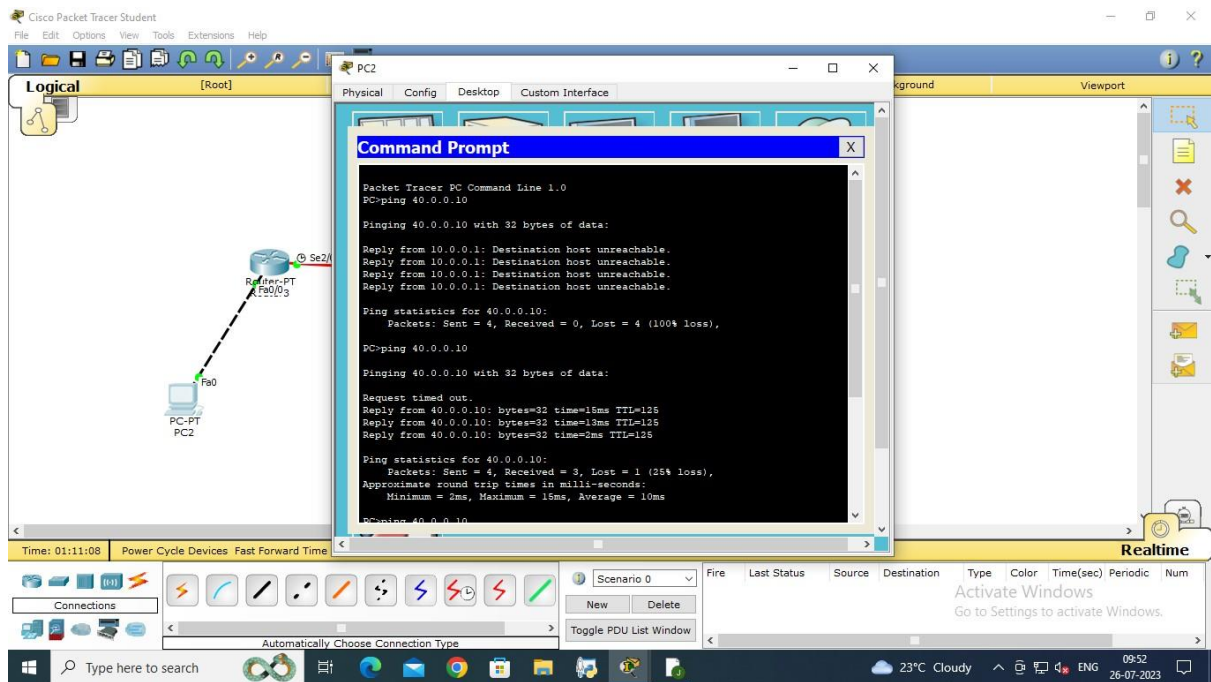 Cisco Packet Tracer Student
File Edit Options View Tools Extensions Help
PC2
Logical
[Root]
Viewport
Physical Config Desktop Custom Interface
Command Prompt
X
Packet Tracer PC Command Line 1.0
PC>ping 40.0.0.10
Pinging 40.0.0.10 with 32 bytes of data:
Reply from 10.0.0.1: Destination host unreachable.
Reply from 10.0.0.1: Destination host unreachable.
Reply from 10.0.0.1: Destination host unreachable.
Reply from 10.0.0.1: Destination host unreachable.
Ping statistics for 40.0.0.10:
Packets: Sent = 4, Received = 0, Lost = 4 (100% loss),
PC>ping 40.0.0.10
Pinging 40.0.0.10 with 32 bytes of data:
Request timed out.
Reply from 40.0.0.10: bytes=32 time=15ms TTL=125
Reply from 40.0.0.10: bytes=32 time=13ms TTL=125
Reply from 40.0.0.10: bytes=32 time=2ms TTL=125
Ping statistics for 40.0.0.10:
Packets: Sent = 4, Received = 3, Lost = 1 (25% loss),
Approximate round trip times in milli-seconds:
Minimum = 2ms, Maximum = 15ms, Average = 10ms
PC>ping 40.0.0.10
Router-PT
Fa0/0
Fa0
PC-PT
PC2
Time: 01:11:08 Power Cycle Devices Fast Forward Time
Realtime
Connections
Automatically Choose Connection Type
Scenario 0
New Delete
Toggle PDU List Window
Fire Last Status Source Destination Type Color Time(sec) Periodic Num
Activate Windows
Go to Settings to activate Windows.
Type here to search
23°C Cloudy
ENG
09:52
26-07-2023